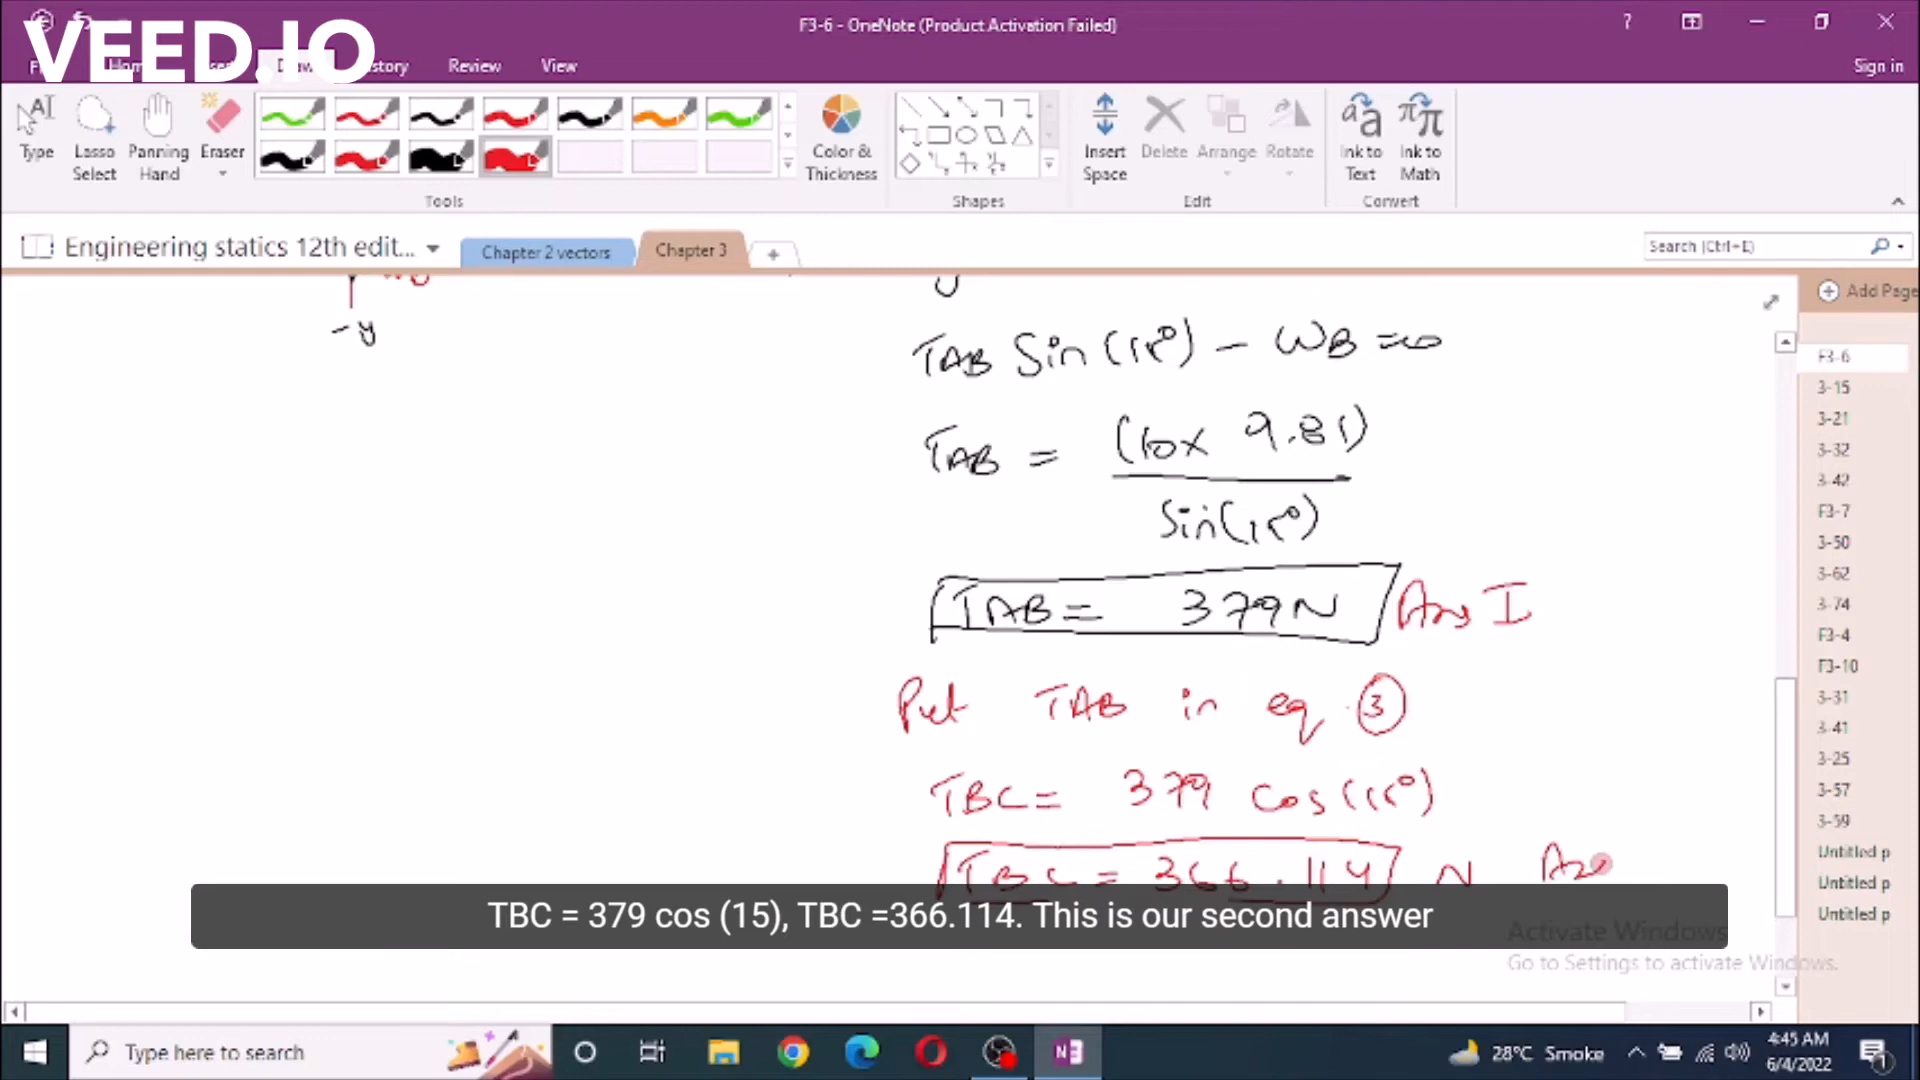 F3-6 - OneNote (Product Activation Failed)
VEED.IO
Review
View
Sign in
Type
Lasso Select
Panning Hand
Eraser
Color & Thickness
Insert Space
Delete
Arrange
Rotate
Ink to Text
Ink to Math
Tools
Shapes
Edit
Convert
Engineering statics 12th edit...
Chapter 2 vectors
Chapter 3
Search (Ctrl+E)
Add Page
-y
TAB Sin(15°) - WB = 0
TAB = (10x 9.81)
Sin(15°)
TAB = 379N Ans I
Put TAB in eq. 3
TBC = 379 cos(15°)
TBC = 366.114 N
TBC = 379 cos (15), TBC =366.114. This is our second answer
F3-6
3-15
3-21
3-32
3-42
F3-7
3-50
3-62
3-74
F3-4
F3-10
3-31
3-41
3-25
3-57
3-59
Untitled p
Untitled p
Untitled p
Activate Windows
Go to Settings to activate Windows.
Type here to search
28°C Smoke
4:45 AM
6/4/2022
1